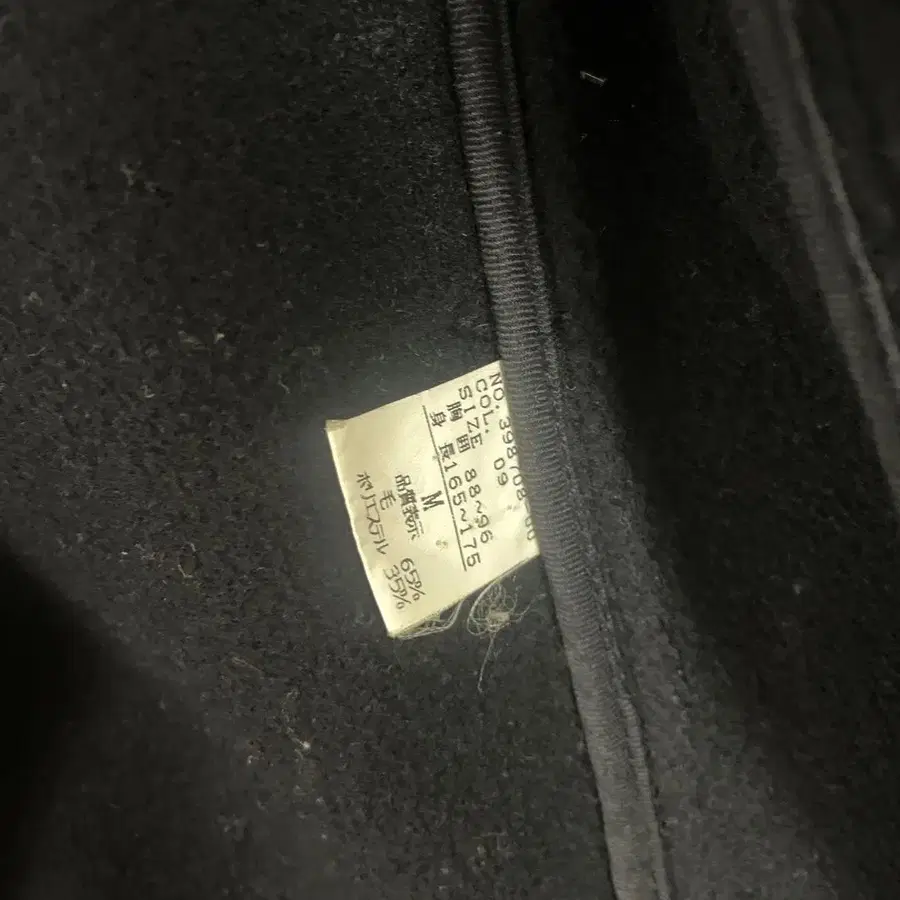 NO.398708
COL. 09
SIZE
胸囲 88~96
身長165~175
M
品質表示
毛 65%
ポリエステル 35%